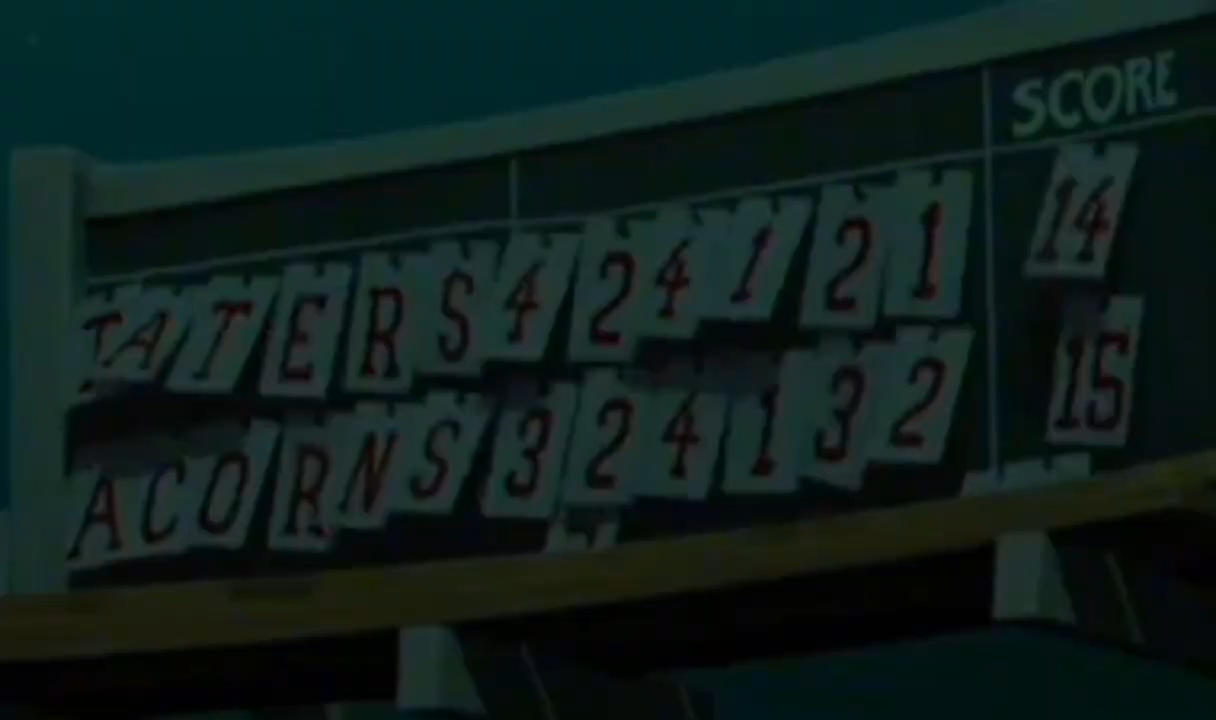 SCORE
TATERS 4 2 4 1 2 1 14
ACORNS 3 2 4 1 3 2 15